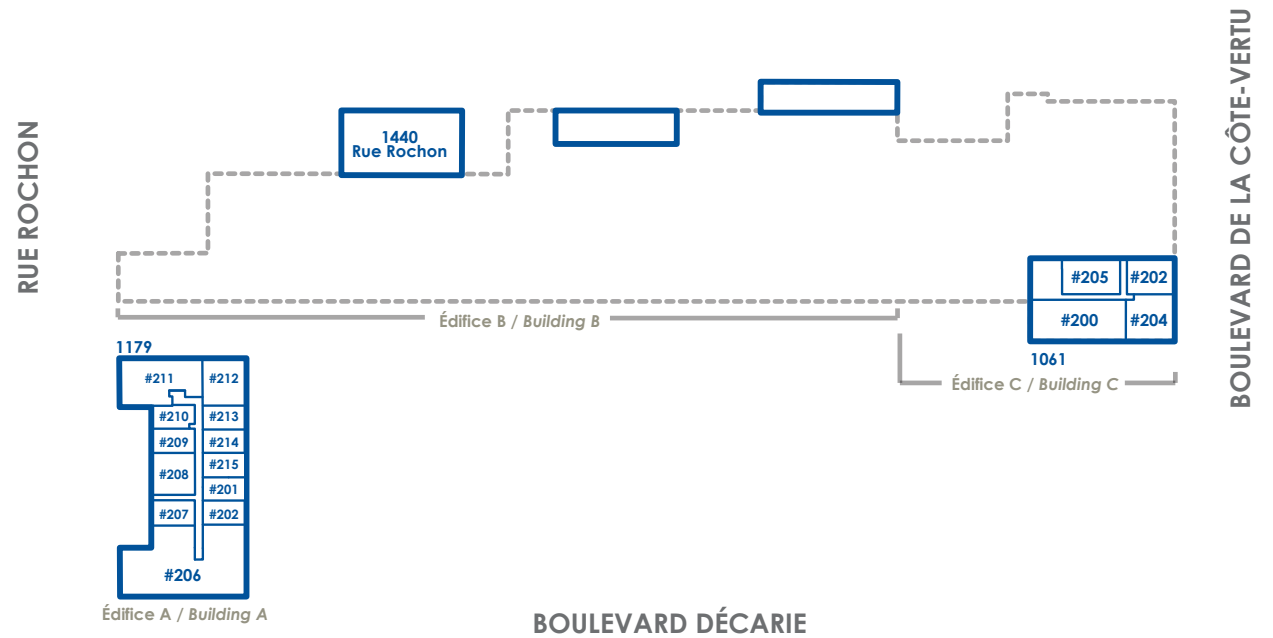 RUE ROCHON
1440
Rue Rochon
BOULEVARD DE LA CÔTE-VERTU
#205
#202
#200
#204
1061
Édifice B / Building B
Édifice C / Building C
1179
#211
#212
#210
#213
#209
#214
#208
#215
#201
#207
#202
#206
Édifice A / Building A
BOULEVARD DÉCARIE